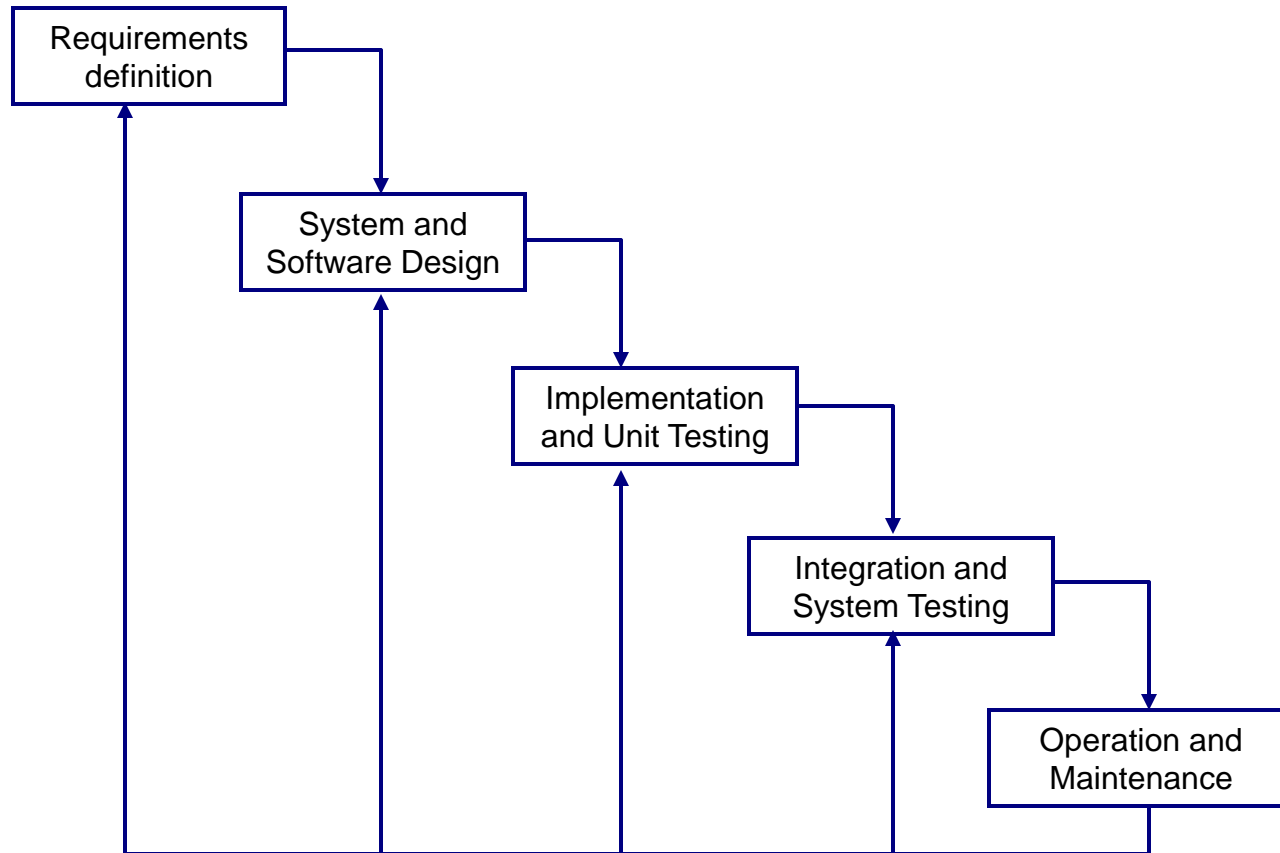 Requirements
definition
System and
Software Design
Implementation
and Unit Testing
Integration and
System Testing
Operation and
Maintenance